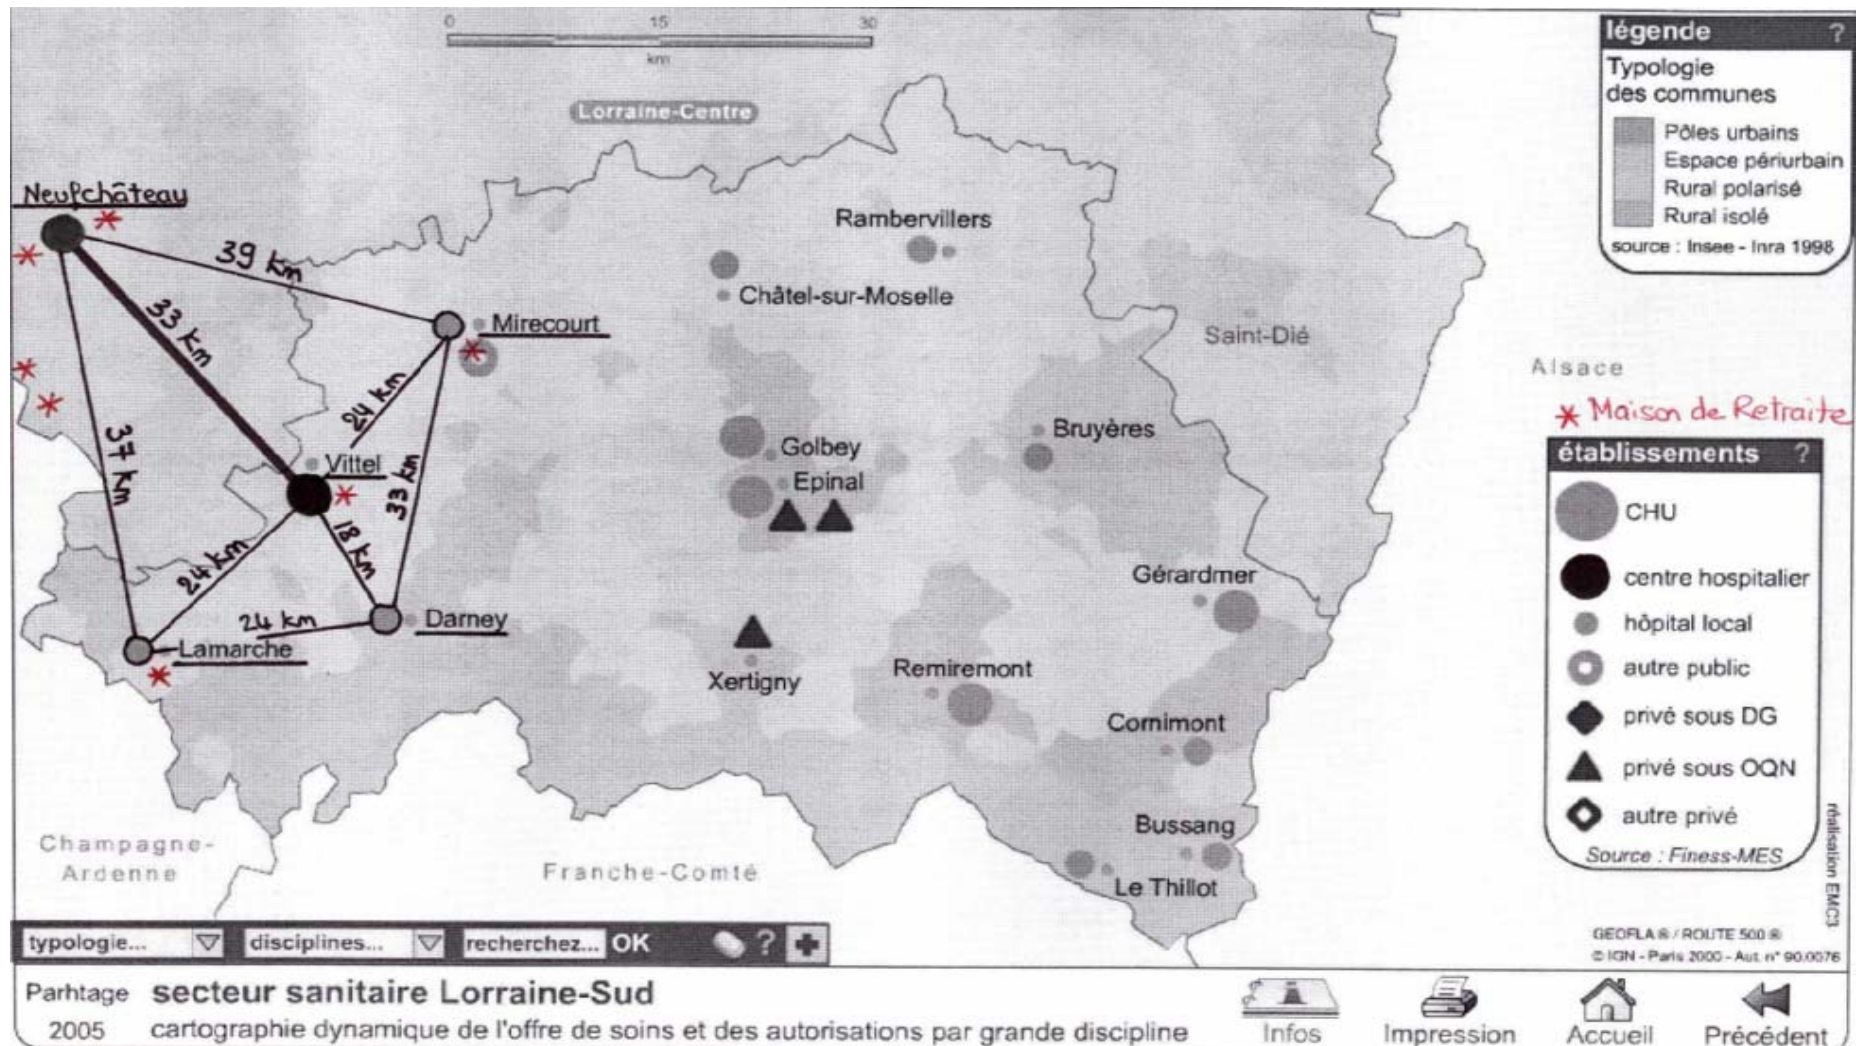 0 15 30
km
Lorraine-Centre
légende ?
Typologie
des communes
Pôles urbains
Espace périurbain
Rural polarisé
Rural isolé
source : Insee - Inra 1998
Neufchâteau
39 km
33 km
37 km
Mirecourt
24 km
33 km
Vittel
18 km
24 km
24 km
Darney
Lamarche
Rambervillers
Châtel-sur-Moselle
Saint-Dié
Golbey
Epinal
Bruyères
Gérardmer
Xertigny
Remiremont
Cornimont
Bussang
Le Thillot
Alsace
Maison de Retraite
établissements ?
CHU
centre hospitalier
hôpital local
autre public
privé sous DG
privé sous OQN
autre privé
Source : Finess-MES
réalisation EMC3
Champagne-
Ardenne
Franche-Comté
GEOFLA ® / ROUTE 500 ®
© IGN - Paris 2000 - Aut. n° 90.0076
typologie... disciplines... recherchez... OK ?
Parhtage secteur sanitaire Lorraine-Sud
2005 cartographie dynamique de l'offre de soins et des autorisations par grande discipline
Infos Impression Accueil Précédent